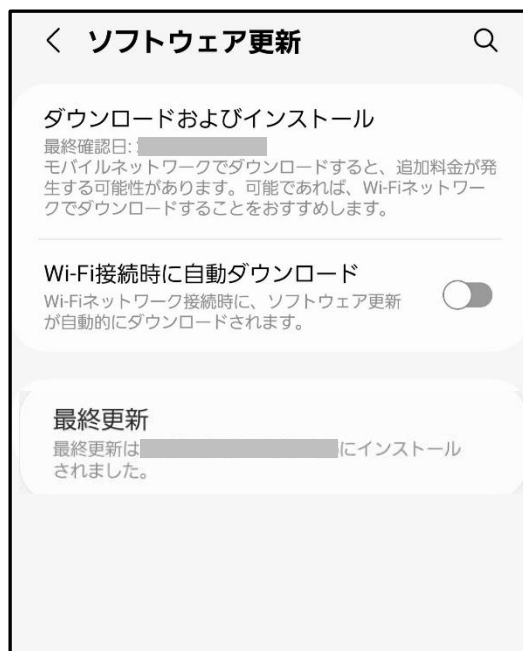 ソフトウェア更新
ダウンロードおよびインストール
最終確認日:
モバイルネットワークでダウンロードすると、追加料金が発
生する可能性があります。可能であれば、Wi-Fiネットワー
クでダウンロードすることをおすすめします。
Wi-Fi接続時に自動ダウンロード
Wi-Fiネットワーク接続時に、ソフトウェア更新
が自動的にダウンロードされます。
最終更新
最終更新は にインストール
されました。